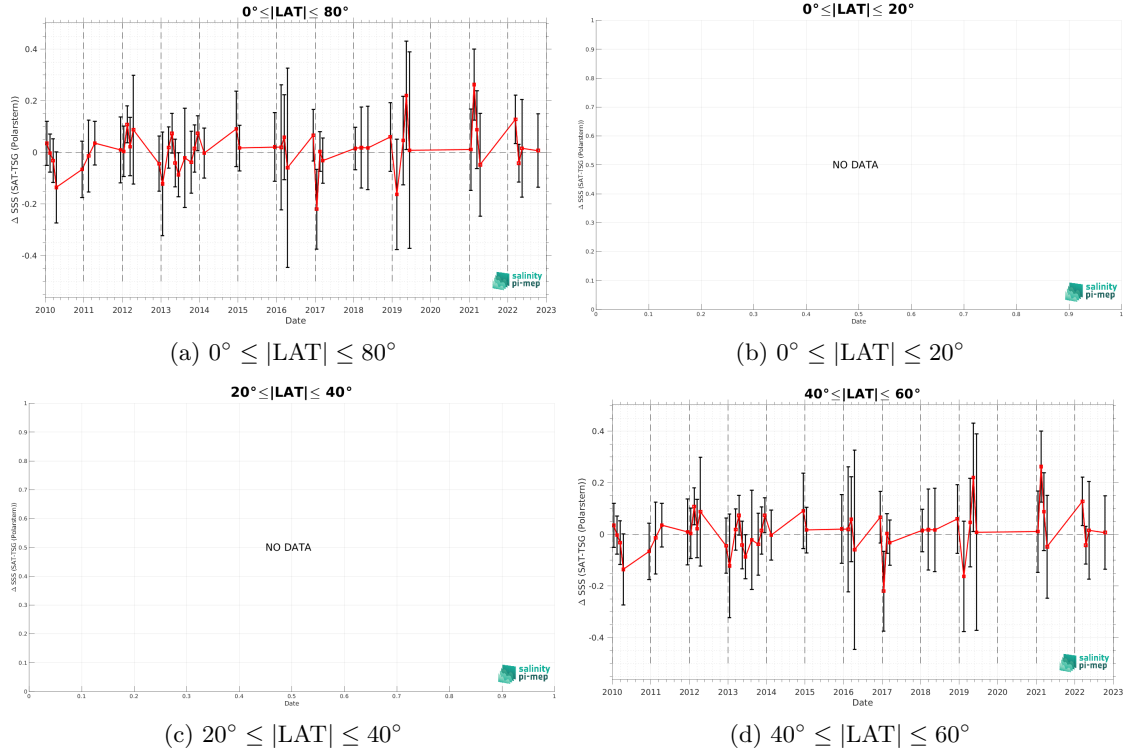 0°≤|LAT|≤ 80°
Δ SSS (SAT-TSG (Polarstern))
0.4
0.2
0
-0.2
-0.4
2010 2011 2012 2013 2014 2015 2016 2017 2018 2019 2020 2021 2022 2023
Date
salinity
pi-mep
(a) 0° ≤ |LAT| ≤ 80°
0°≤|LAT|≤ 20°
Δ SSS (SAT-TSG (Polarstern))
1
0.9
0.8
0.7
0.6
0.5
0.4
0.3
0.2
0.1
0
NO DATA
0 0.1 0.2 0.3 0.4 0.5 0.6 0.7 0.8 0.9 1
Date
salinity
pi-mep
(b) 0° ≤ |LAT| ≤ 20°
20°≤|LAT|≤ 40°
Δ SSS (SAT-TSG (Polarstern))
1
0.9
0.8
0.7
0.6
0.5
0.4
0.3
0.2
0.1
0
NO DATA
0 0.1 0.2 0.3 0.4 0.5 0.6 0.7 0.8 0.9 1
Date
salinity
pi-mep
(c) 20° ≤ |LAT| ≤ 40°
40°≤|LAT|≤ 60°
Δ SSS (SAT-TSG (Polarstern))
0.4
0.2
0
-0.2
-0.4
2010 2011 2012 2013 2014 2015 2016 2017 2018 2019 2020 2021 2022 2023
Date
salinity
pi-mep
(d) 40° ≤ |LAT| ≤ 60°